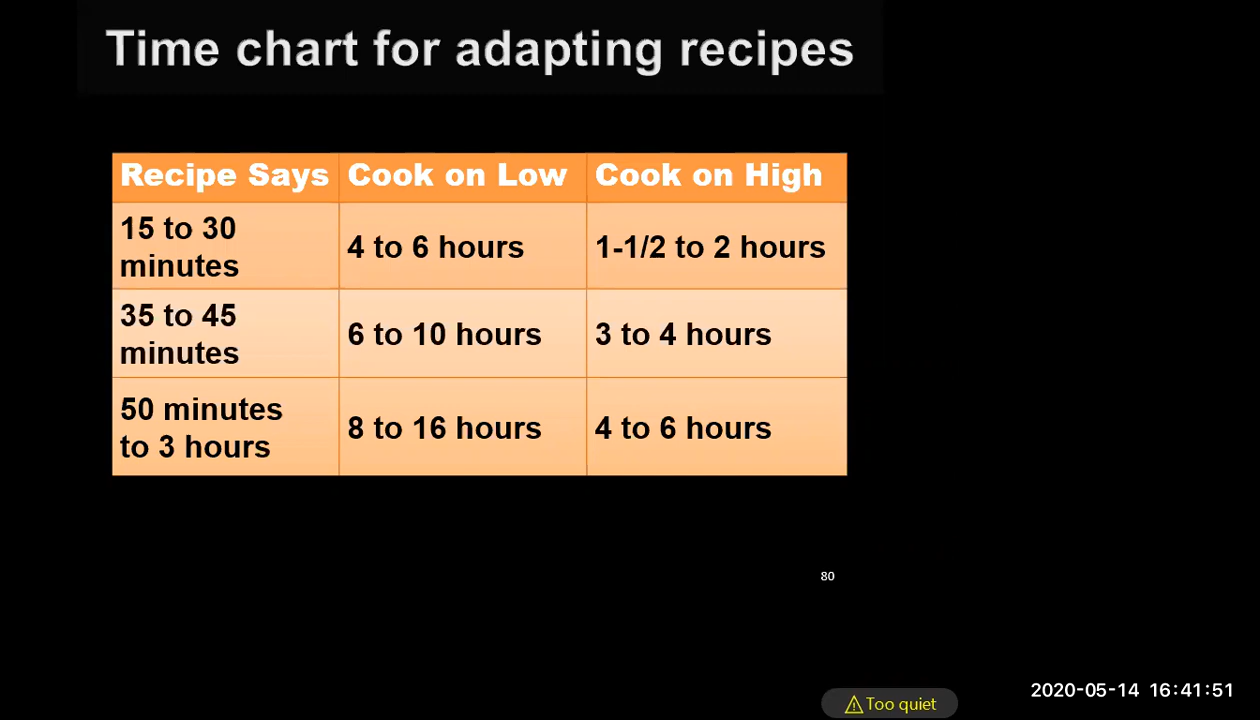 Time chart for adapting recipes
Recipe Says Cook on Low Cook on High
15 to 30
minutes
4 to 6 hours
1-1/2 to 2 hours
35 to 45
minutes
6 to 10 hours
3 to 4 hours
50 minutes
to 3 hours
8 to 16 hours
4 to 6 hours
80
2020-05-14 16:41:51
Too quiet